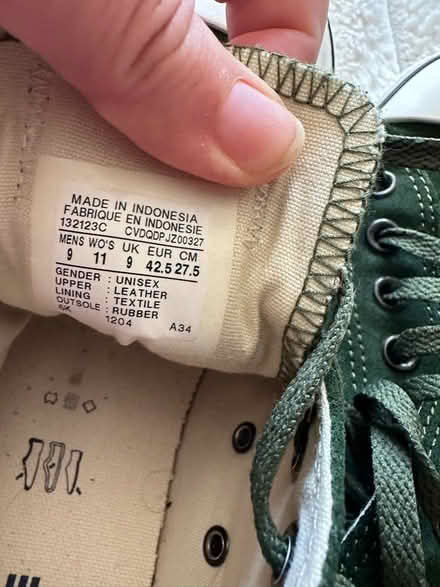 MADE IN INDONESIA
FABRIQUE EN INDONESIE
132123C CVDQDPJZ00327
MENS WO'S UK EUR CM
9 11 9 42.5 27.5
GENDER : UNISEX
UPPER : LEATHER
LINING : TEXTILE
OUTSOLE : RUBBER
1204 A34